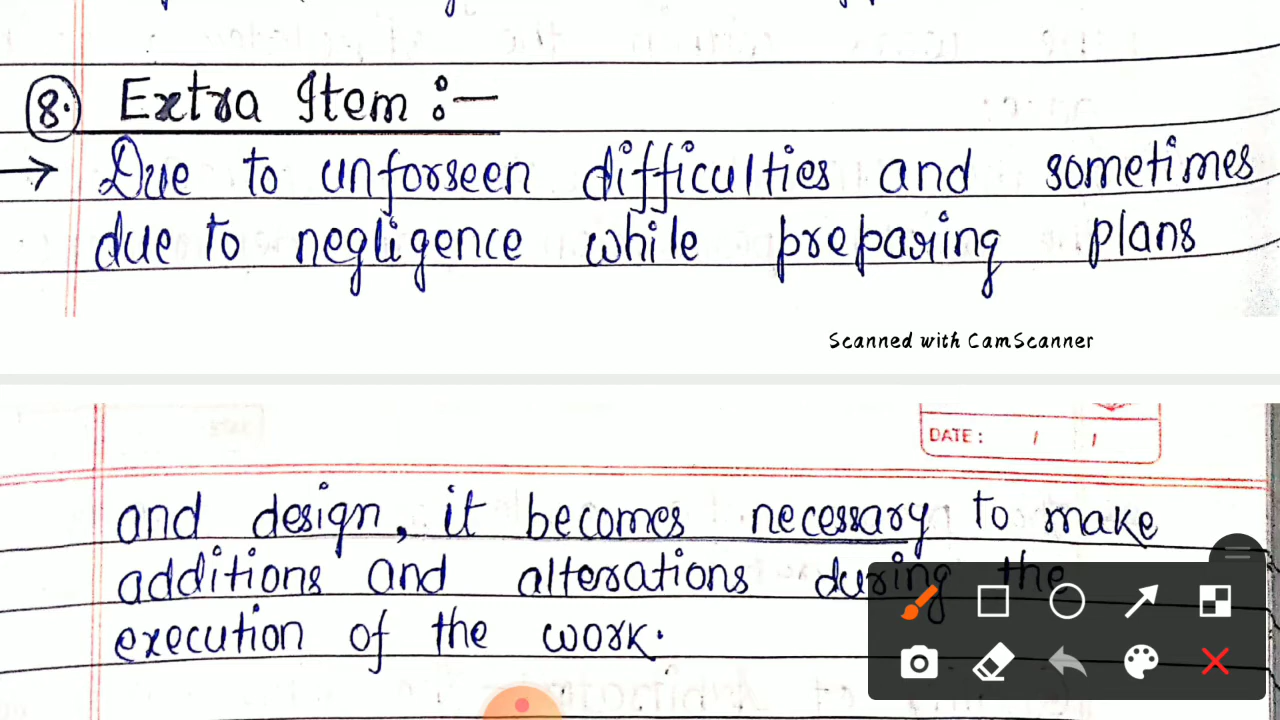 8. Extra Item :-
→ Due to unforseen difficulties and sometimes
due to negligence while preparing plans
Scanned with CamScanner
DATE : / /
and design, it becomes necessary to make
additions and alterations during the
execution of the work.